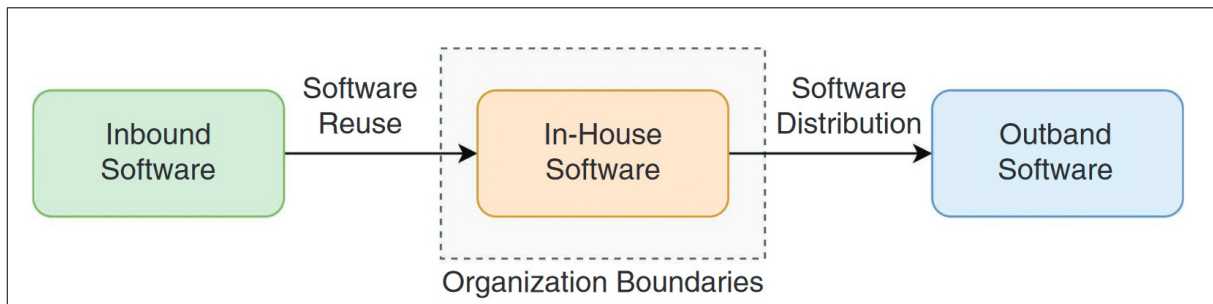 Inbound
Software
Software
Reuse
In-House
Software
Software
Distribution
Outband
Software
Organization Boundaries